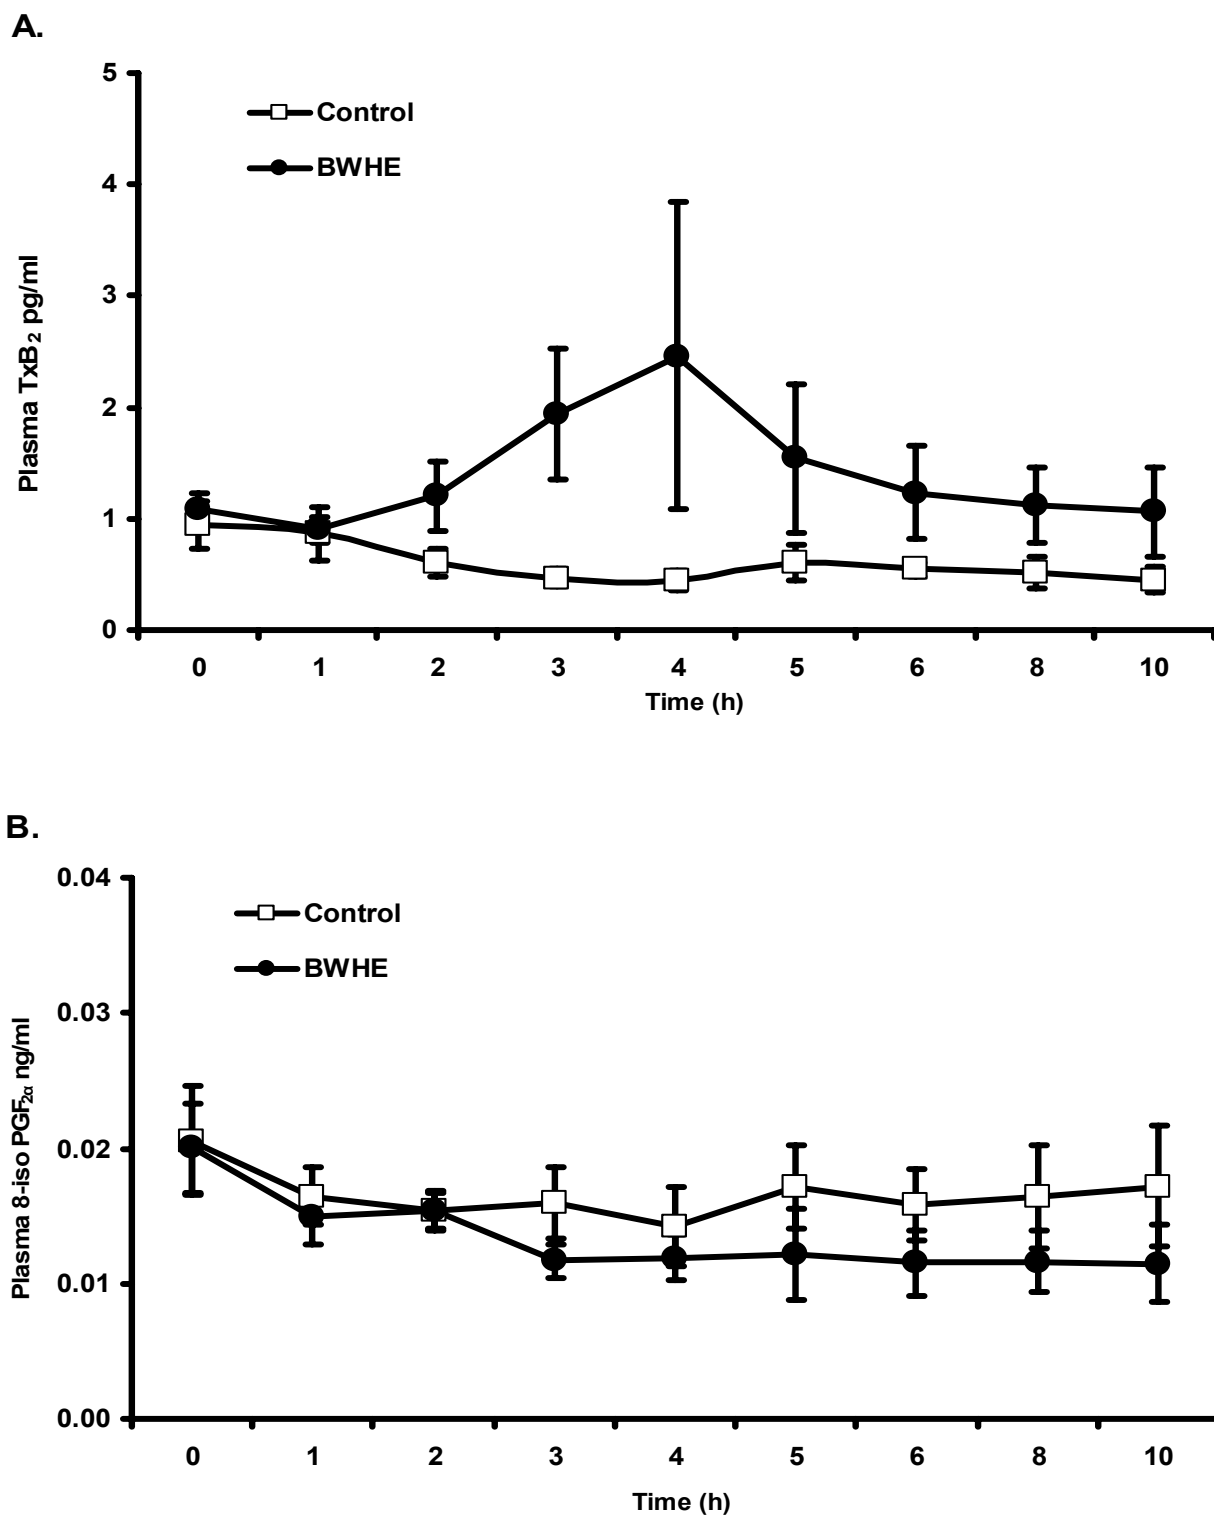 A.
5
4
3
2
1
0
Control
BWHE
Plasma TxB2 pg/ml
0 1 2 3 4 5 6 8 10
Time (h)
B.
0.04
0.03
0.02
0.01
0.00
Control
BWHE
Plasma 8-iso PGF2α ng/ml
0 1 2 3 4 5 6 8 10
Time (h)